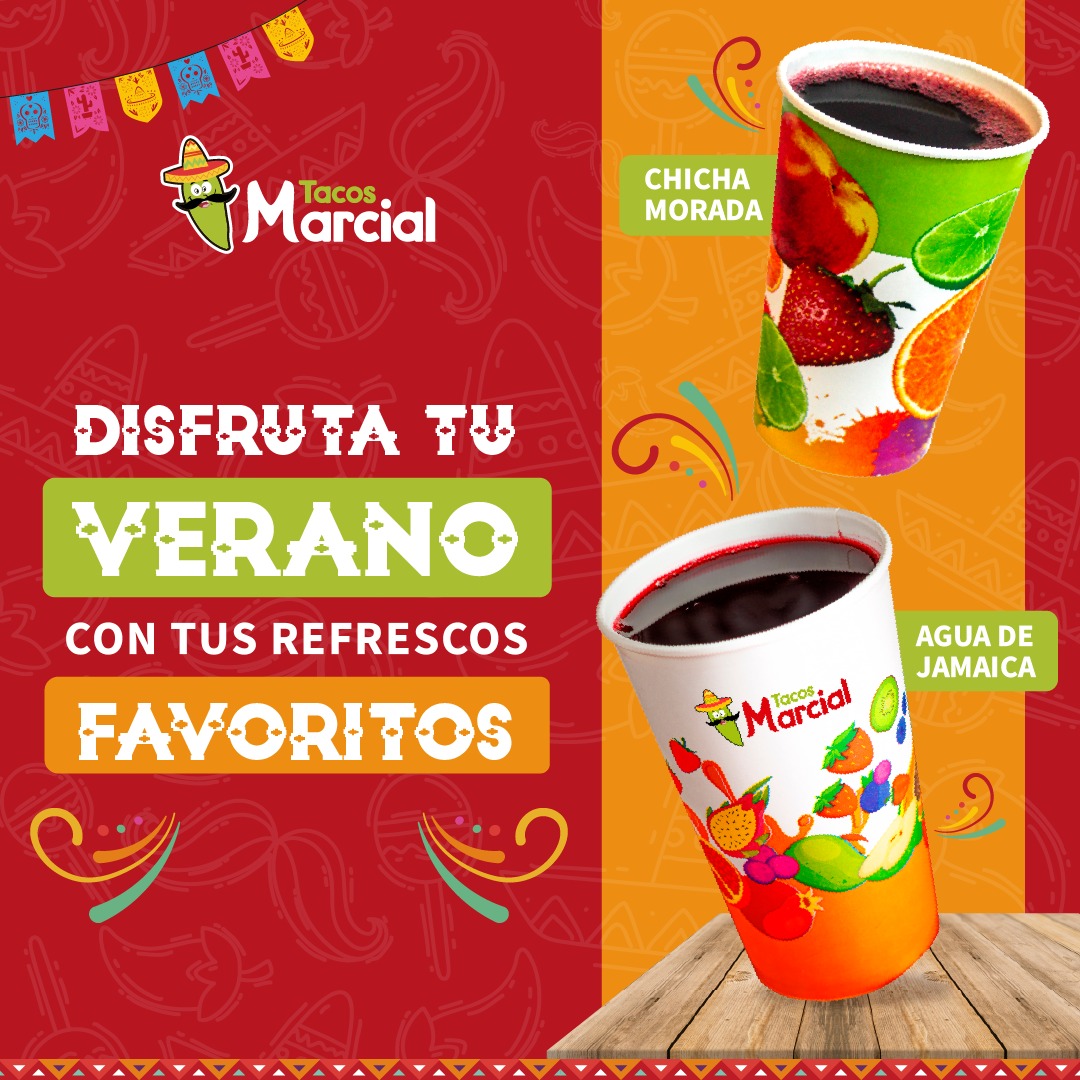 Tacos
Marcial
DISFRUTA TU
VERANO
CON TUS REFRESCOS
FAVORITOS
CHICHA
MORADA
AGUA DE
JAMAICA
Tacos
Marcial